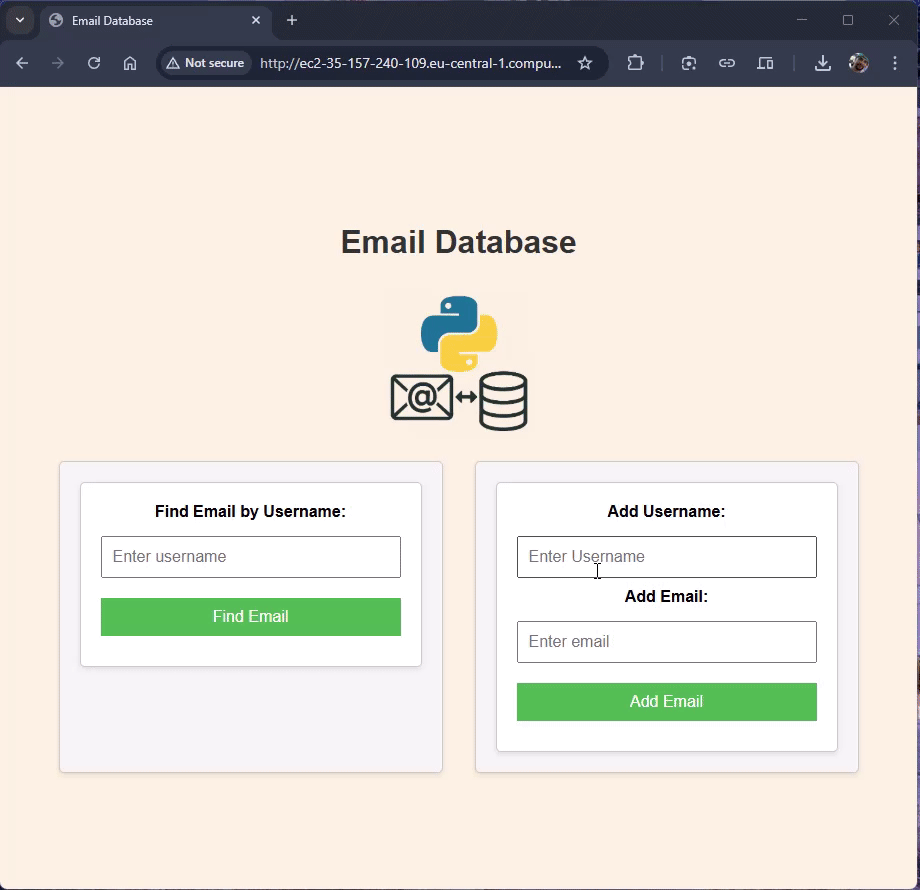 Email Database
Not secure
http://ec2-35-157-240-109.eu-central-1.compu...
Email Database
@
Find Email by Username:
Enter username
Find Email
Add Username:
Enter Username
Add Email:
Enter email
Add Email